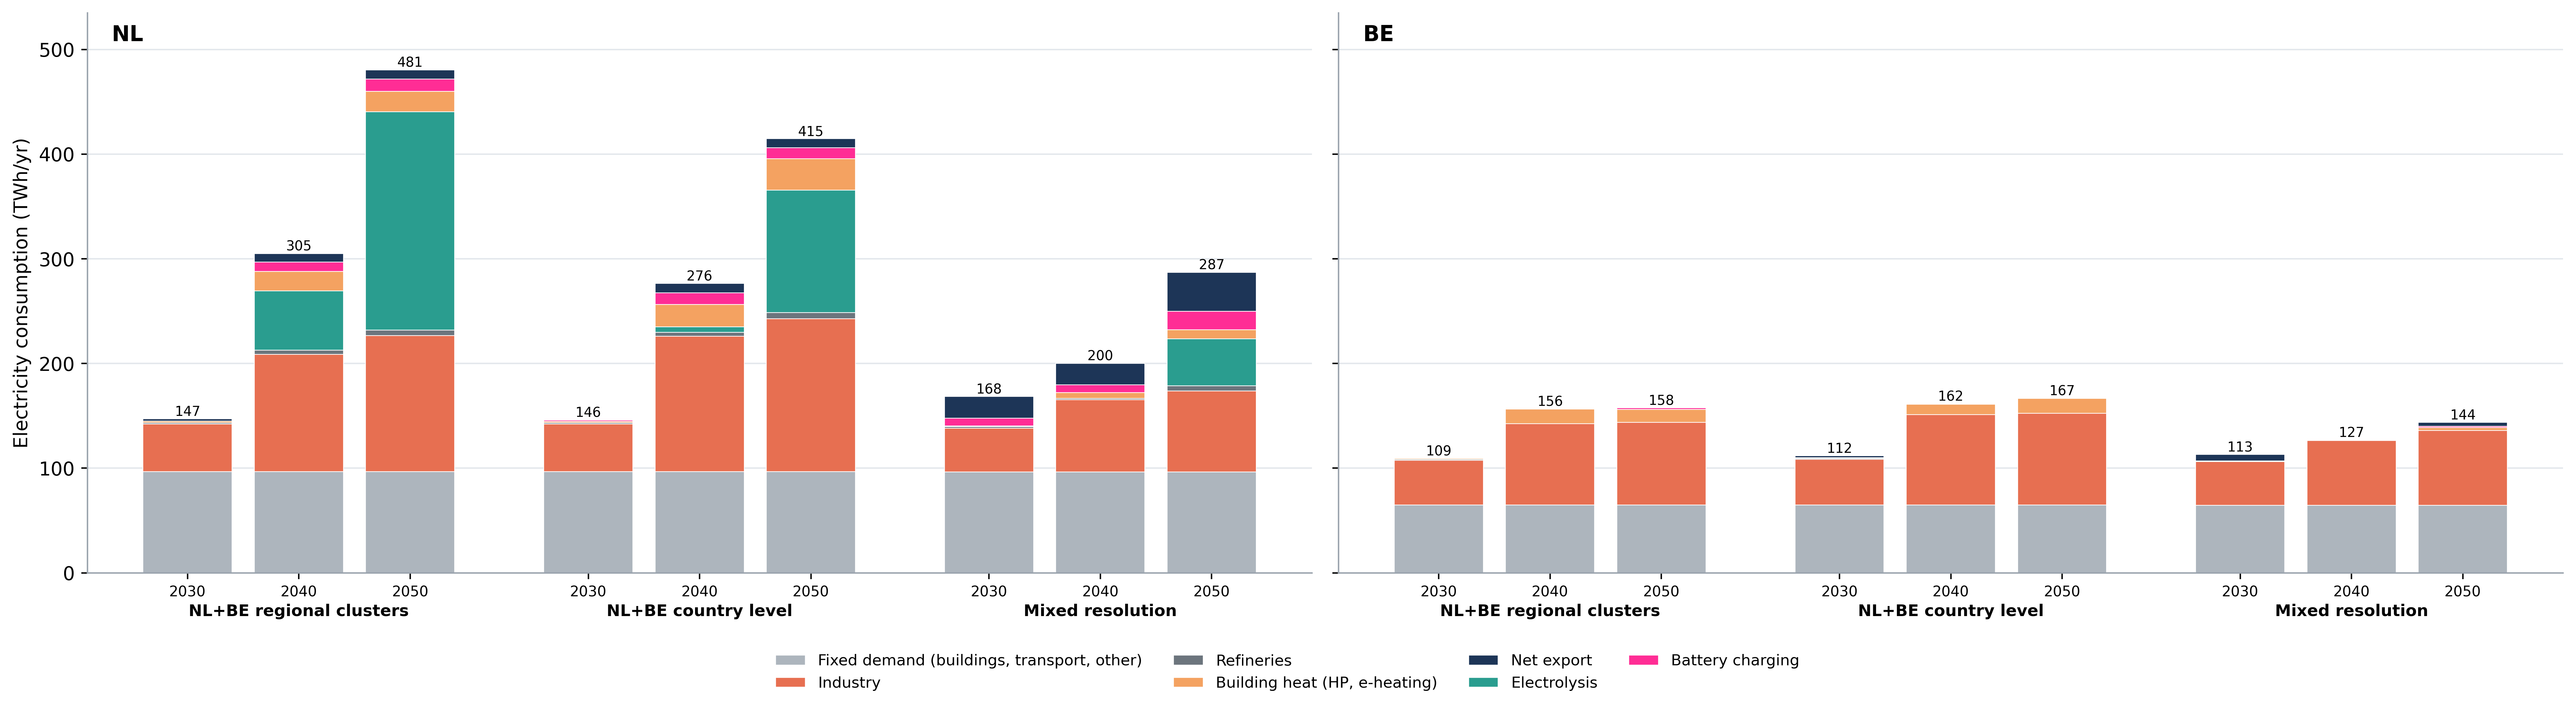 NL
BE
Electricity consumption (TWh/yr)
500
400
300
200
100
0
147
305
481
146
276
415
168
200
287
109
156
158
112
162
167
113
127
144
2030 2040 2050 2030 2040 2050 2030 2040 2050
NL+BE regional clusters NL+BE country level Mixed resolution
2030 2040 2050 2030 2040 2050 2030 2040 2050
NL+BE regional clusters NL+BE country level Mixed resolution
Fixed demand (buildings, transport, other) Refineries Net export Battery charging
Industry Building heat (HP, e-heating) Electrolysis